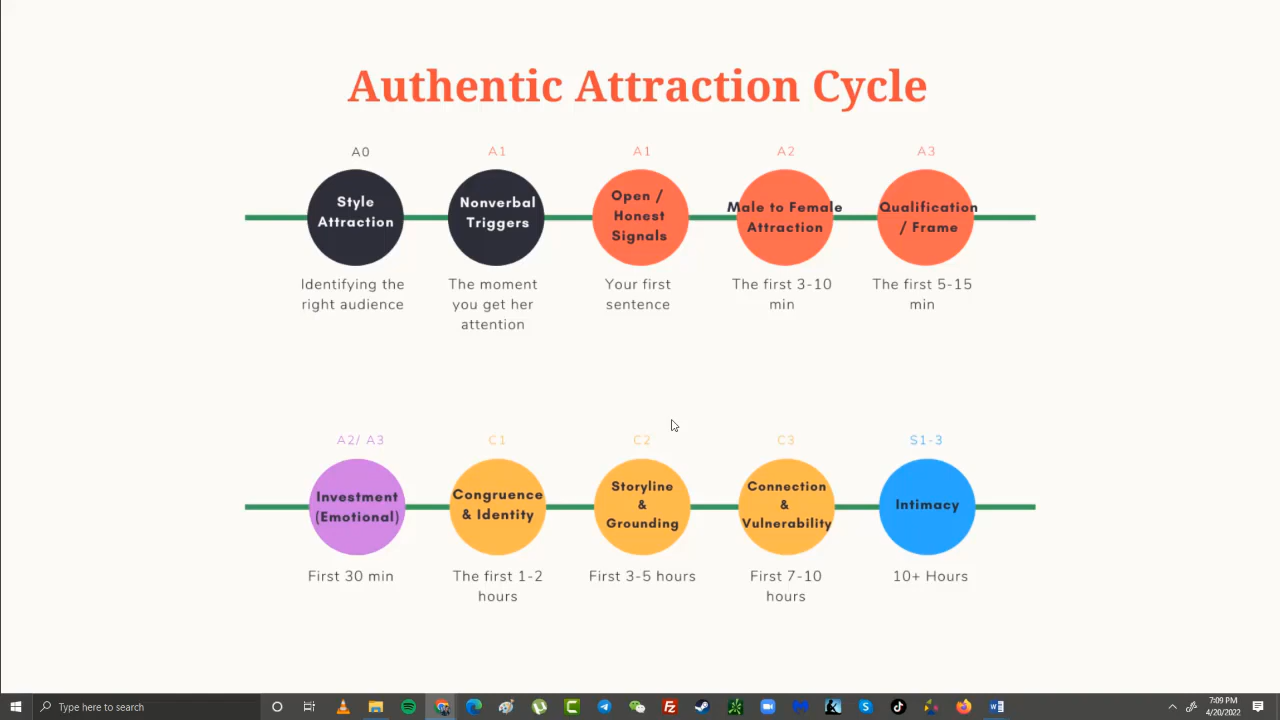 Authentic Attraction Cycle
A0
A1
A1
A2
A3
Style
Attraction
Nonverbal
Triggers
Open /
Honest
Signals
Male to Female
Attraction
Qualification
/ Frame
Identifying the
right audience
The moment
you get her
attention
Your first
sentence
The first 3-10
min
The first 5-15
min
A2/ A3
C1
C2
C3
S1-3
Investment
(Emotional)
Congruence
& Identity
Storyline
&
Grounding
Connection
&
Vulnerability
Intimacy
First 30 min
The first 1-2
hours
First 3-5 hours
First 7-10
hours
10+ Hours
Type here to search
7:09 PM
4/20/2022